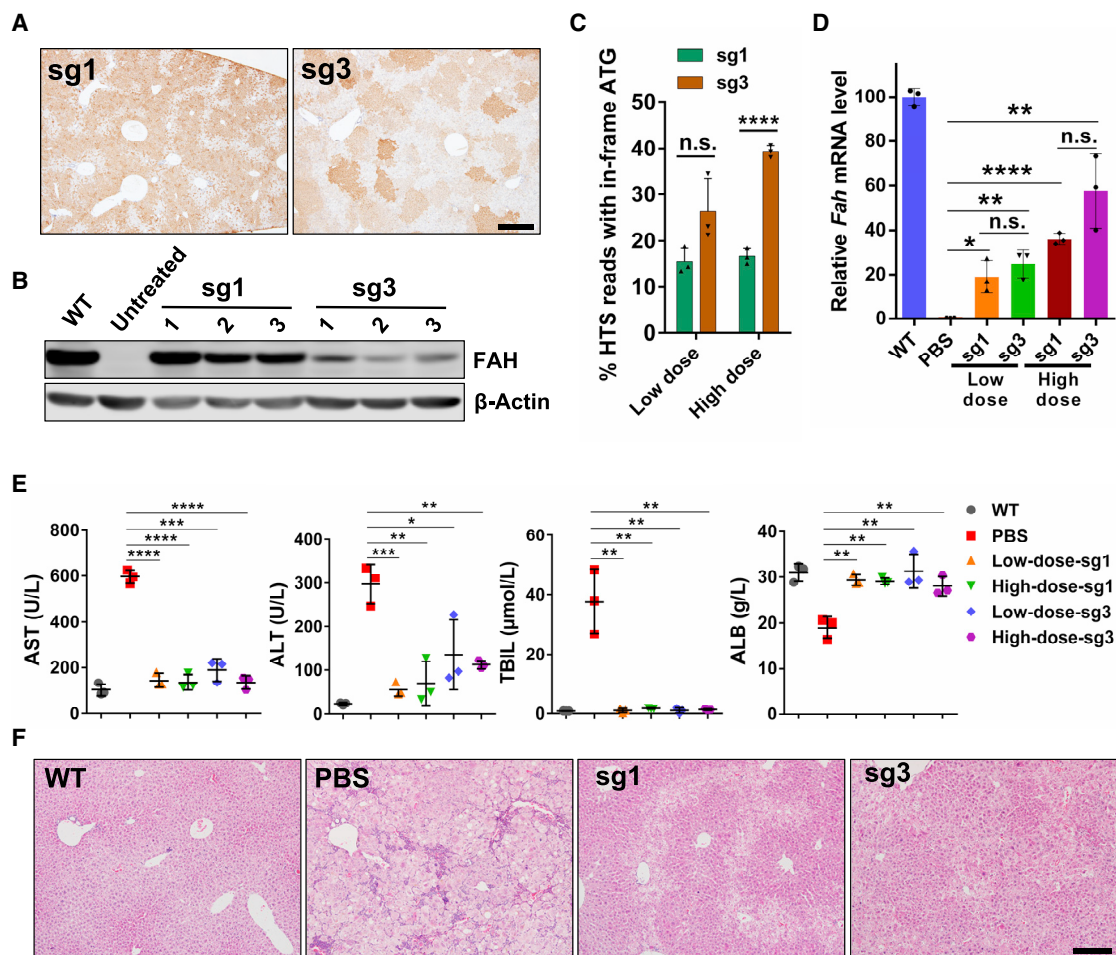 A
sg1
sg3
B
WT
Untreated
sg1
sg3
1
2
3
1
2
3
FAH
β-Actin
C
sg1
sg3
% HTS reads with in-frame ATG
50
40
30
20
10
0
n.s.
****
Low dose
High dose
D
Relative Fah mRNA level
100
80
60
40
20
0
**
n.s.
****
**
n.s.
*
WT
PBS
sg1
sg3
sg1
sg3
Low dose
High dose
E
AST (U/L)
800
600
400
200
0
****
***
****
****
ALT (U/L)
400
300
200
100
0
**
*
**
***
TBIL (μmol/L)
60
40
20
0
**
**
**
**
ALB (g/L)
40
30
20
10
0
**
**
**
**
WT
PBS
Low-dose-sg1
High-dose-sg1
Low-dose-sg3
High-dose-sg3
F
WT
PBS
sg1
sg3